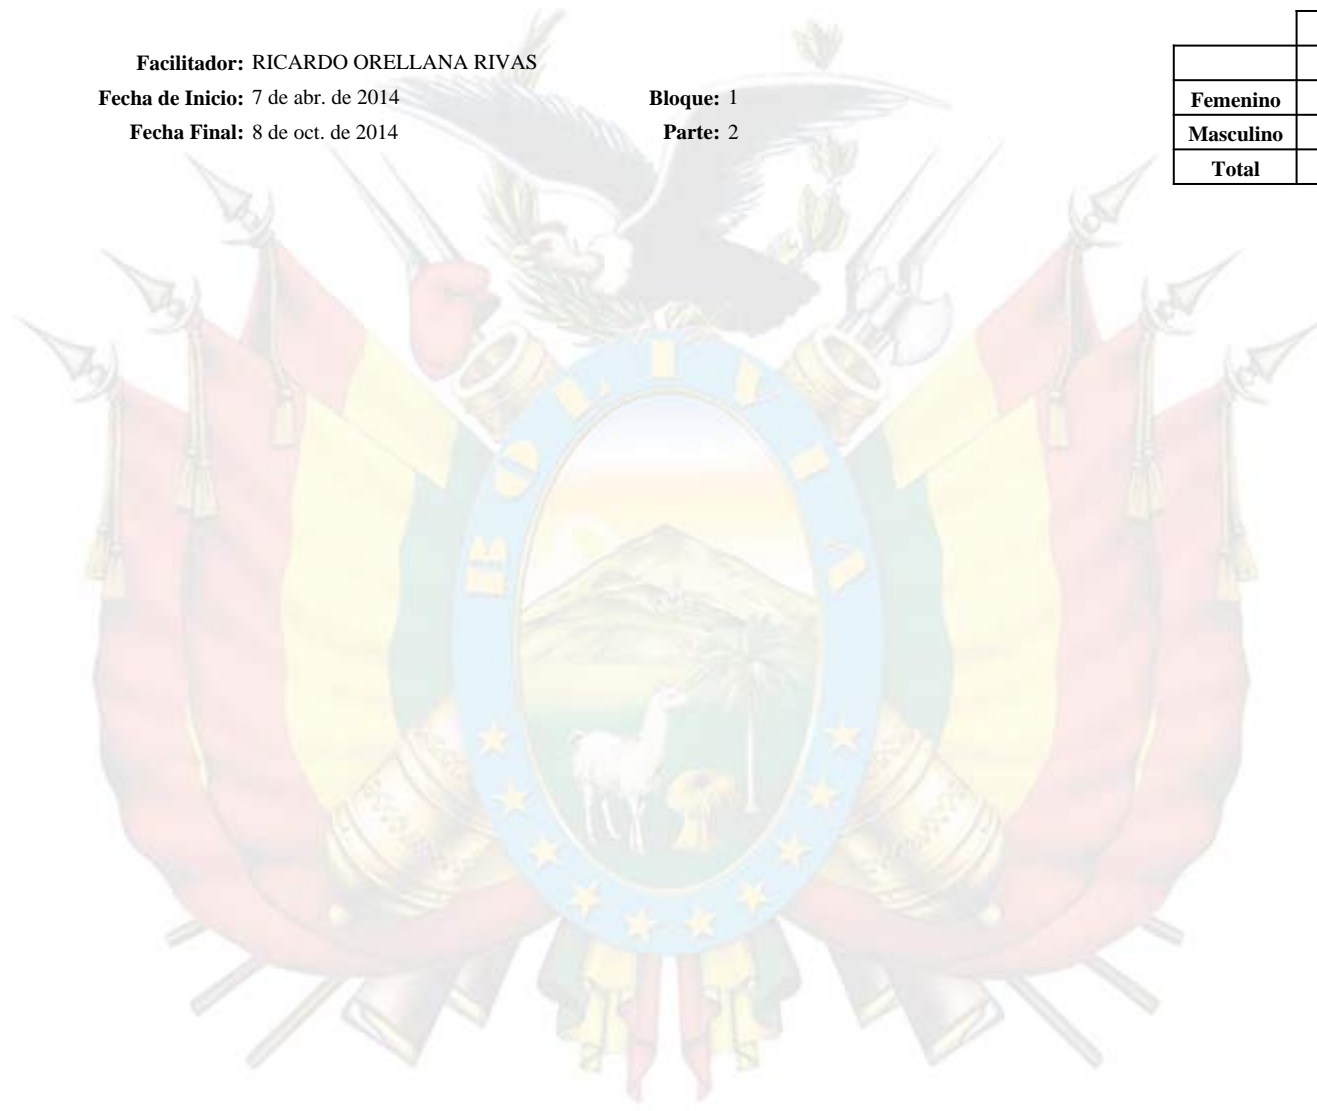 Facilitador: RICARDO ORELLANA RIVAS
Fecha de Inicio: 7 de abr. de 2014 Bloque: 1
Fecha Final: 8 de oct. de 2014 Parte: 2
Femenino
Masculino
Total
BOLIVIA